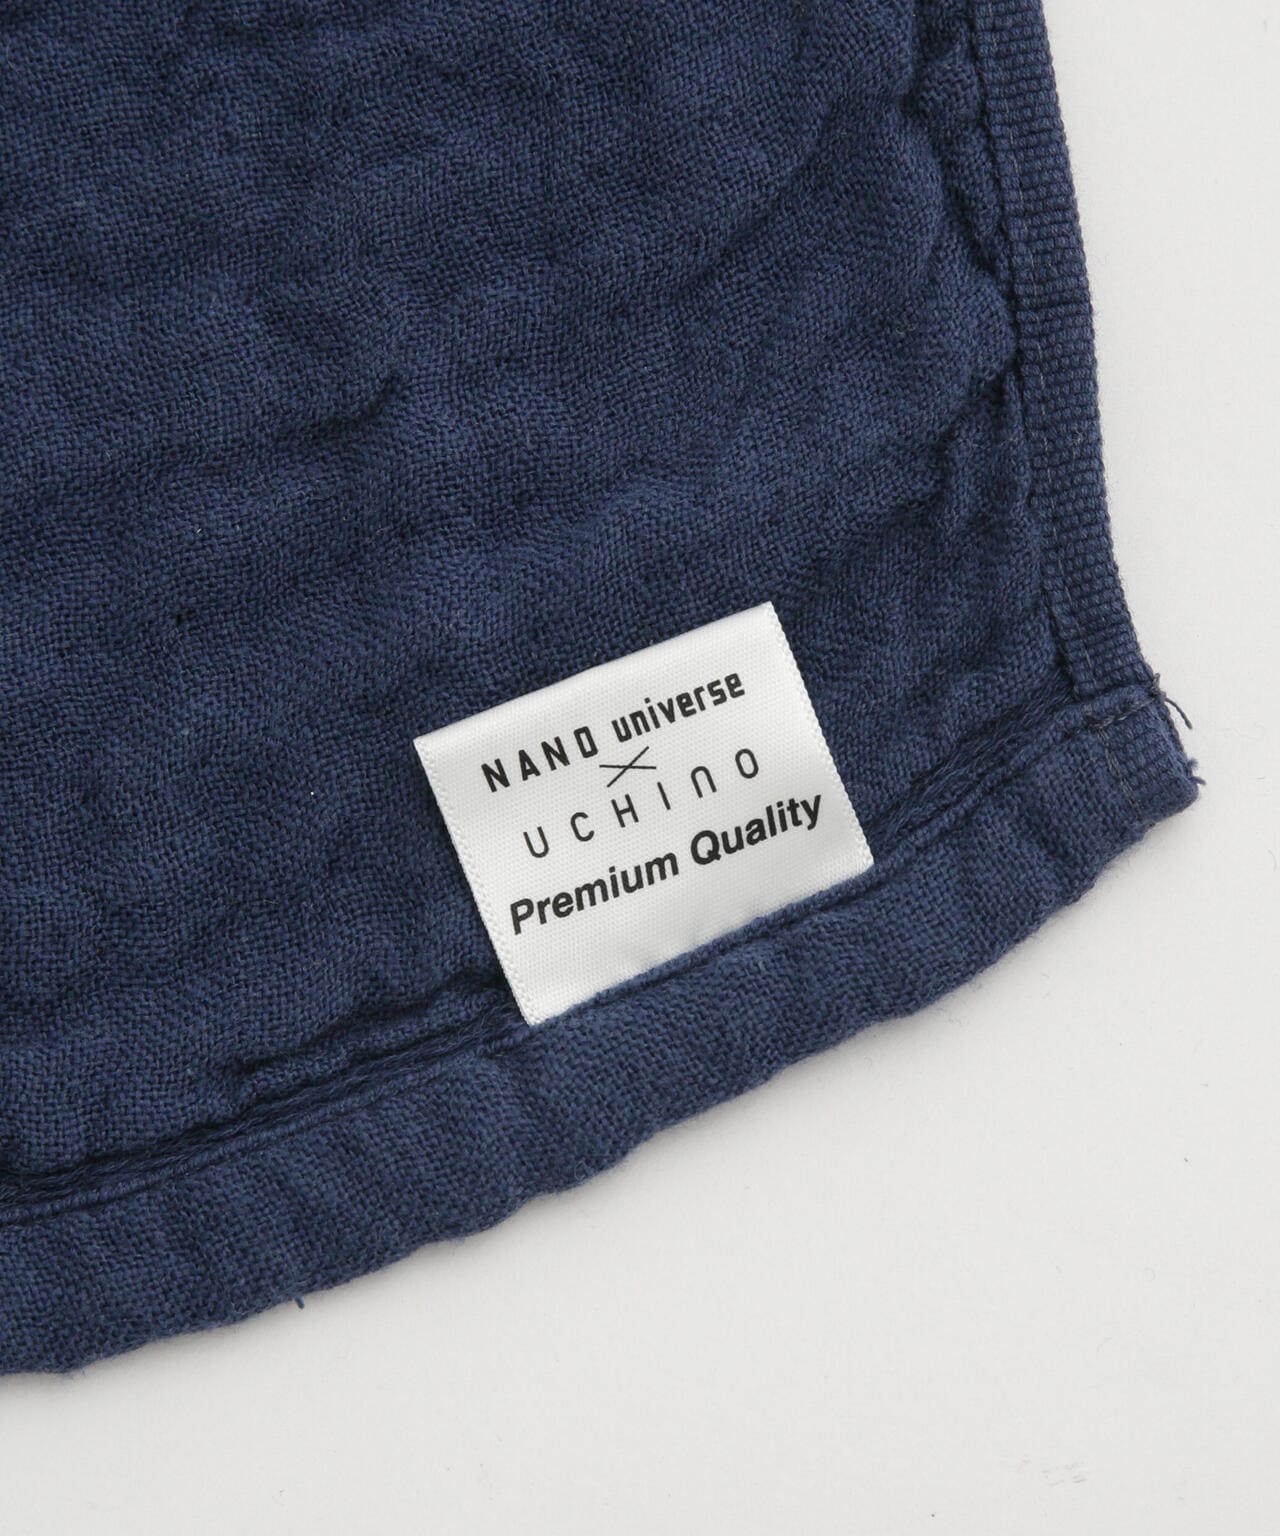 NANO universe
×
UCHINO
Premium Quality